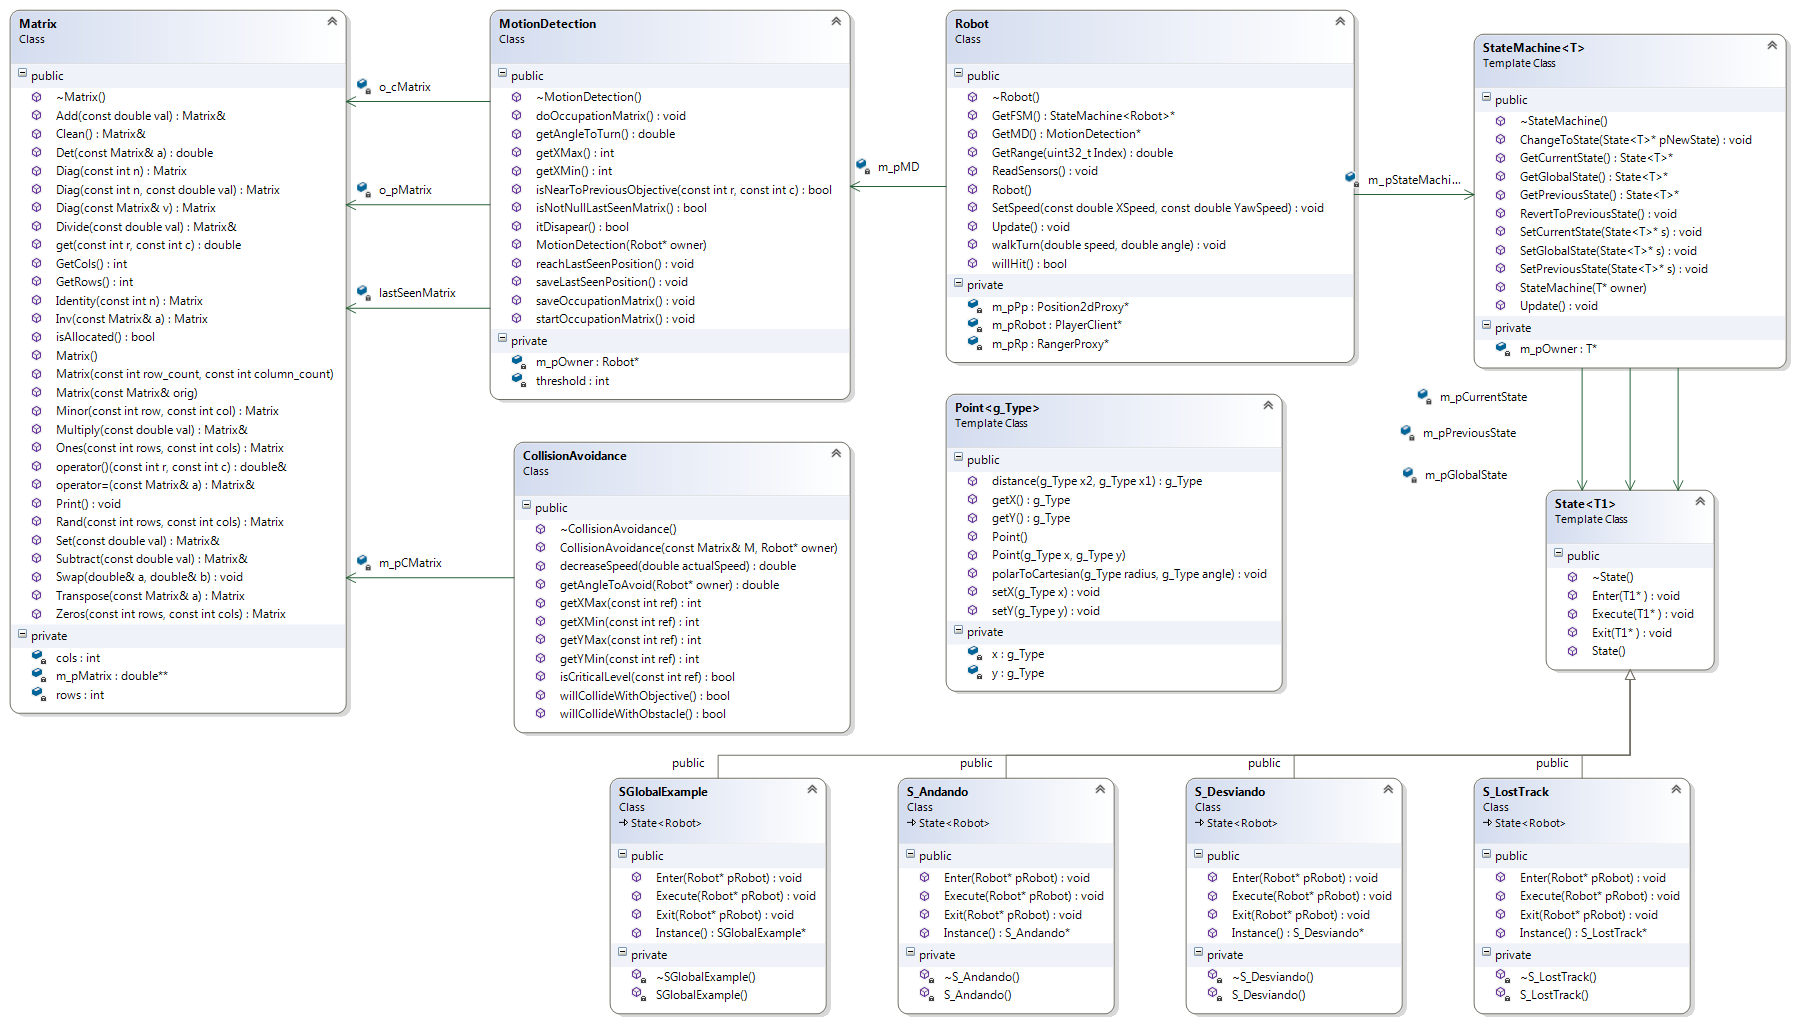 Matrix
Class
public
~Matrix()
Add(const double val) : Matrix&
Clean() : Matrix&
Det(const Matrix& a) : double
Diag(const int n) : Matrix
Diag(const int n, const double val) : Matrix
Diag(const Matrix& v) : Matrix
Divide(const double val) : Matrix&
get(const int r, const int c) : double
GetCols() : int
GetRows() : int
Identity(const int n) : Matrix
Inv(const Matrix& a) : Matrix
isAllocated() : bool
Matrix()
Matrix(const int row_count, const int column_count)
Matrix(const Matrix& orig)
Minor(const int row, const int col) : Matrix
Multiply(const double val) : Matrix&
Ones(const int rows, const int cols) : Matrix
operator()(const int r, const int c) : double&
operator=(const Matrix& a) : Matrix&
Print() : void
Rand(const int rows, const int cols) : Matrix
Set(const double val) : Matrix&
Subtract(const double val) : Matrix&
Swap(double& a, double& b) : void
Transpose(const Matrix& a) : Matrix
Zeros(const int rows, const int cols) : Matrix
private
cols : int
m_pMatrix : double**
rows : int
o_cMatrix
o_pMatrix
lastSeenMatrix
m_pCMatrix
MotionDetection
Class
public
~MotionDetection()
doOccupationMatrix() : void
getAngleToTurn() : double
getXMax() : int
getXMin() : int
isNearToPreviousObjective(const int r, const int c) : bool
isNotNullLastSeenMatrix() : bool
itDisapear() : bool
MotionDetection(Robot* owner)
reachLastSeenPosition() : void
saveLastSeenPosition() : void
saveOccupationMatrix() : void
startOccupationMatrix() : void
private
m_pOwner : Robot*
threshold : int
CollisionAvoidance
Class
public
~CollisionAvoidance()
CollisionAvoidance(const Matrix& M, Robot* owner)
decreaseSpeed(double actualSpeed) : double
getAngleToAvoid(Robot* owner) : double
getXMax(const int ref) : int
getXMin(const int ref) : int
getYMax(const int ref) : int
getYMin(const int ref) : int
isCriticalLevel(const int ref) : bool
willCollideWithObjective() : bool
willCollideWithObstacle() : bool
m_pMD
Robot
Class
public
~Robot()
GetFSM() : StateMachine<Robot>*
GetMD() : MotionDetection*
GetRange(uint32_t Index) : double
ReadSensors() : void
Robot()
SetSpeed(const double XSpeed, const double YawSpeed) : void
Update() : void
walkTurn(double speed, double angle) : void
willHit() : bool
private
m_pPp : Position2dProxy*
m_pRobot : PlayerClient*
m_pRp : RangerProxy*
Point<g_Type>
Template Class
public
distance(g_Type x2, g_Type x1) : g_Type
getX() : g_Type
getY() : g_Type
Point()
Point(g_Type x, g_Type y)
polarToCartesian(g_Type radius, g_Type angle) : void
setX(g_Type x) : void
setY(g_Type y) : void
private
x : g_Type
y : g_Type
m_pStateMachi...
StateMachine<T>
Template Class
public
~StateMachine()
ChangeToState(State<T>* pNewState) : void
GetCurrentState() : State<T>*
GetGlobalState() : State<T>*
GetPreviousState() : State<T>*
RevertToPreviousState() : void
SetCurrentState(State<T>* s) : void
SetGlobalState(State<T>* s) : void
SetPreviousState(State<T>* s) : void
StateMachine(T* owner)
Update() : void
private
m_pOwner : T*
m_pCurrentState
m_pPreviousState
m_pGlobalState
State<T1>
Template Class
public
~State()
Enter(T1* ) : void
Execute(T1* ) : void
Exit(T1* ) : void
State()
public
public
public
public
SGlobalExample
Class
State<Robot>
public
Enter(Robot* pRobot) : void
Execute(Robot* pRobot) : void
Exit(Robot* pRobot) : void
Instance() : SGlobalExample*
private
~SGlobalExample()
SGlobalExample()
S_Andando
Class
State<Robot>
public
Enter(Robot* pRobot) : void
Execute(Robot* pRobot) : void
Exit(Robot* pRobot) : void
Instance() : S_Andando*
private
~S_Andando()
S_Andando()
S_Desviando
Class
State<Robot>
public
Enter(Robot* pRobot) : void
Execute(Robot* pRobot) : void
Exit(Robot* pRobot) : void
Instance() : S_Desviando*
private
~S_Desviando()
S_Desviando()
S_LostTrack
Class
State<Robot>
public
Enter(Robot* pRobot) : void
Execute(Robot* pRobot) : void
Exit(Robot* pRobot) : void
Instance() : S_LostTrack*
private
~S_LostTrack()
S_LostTrack()